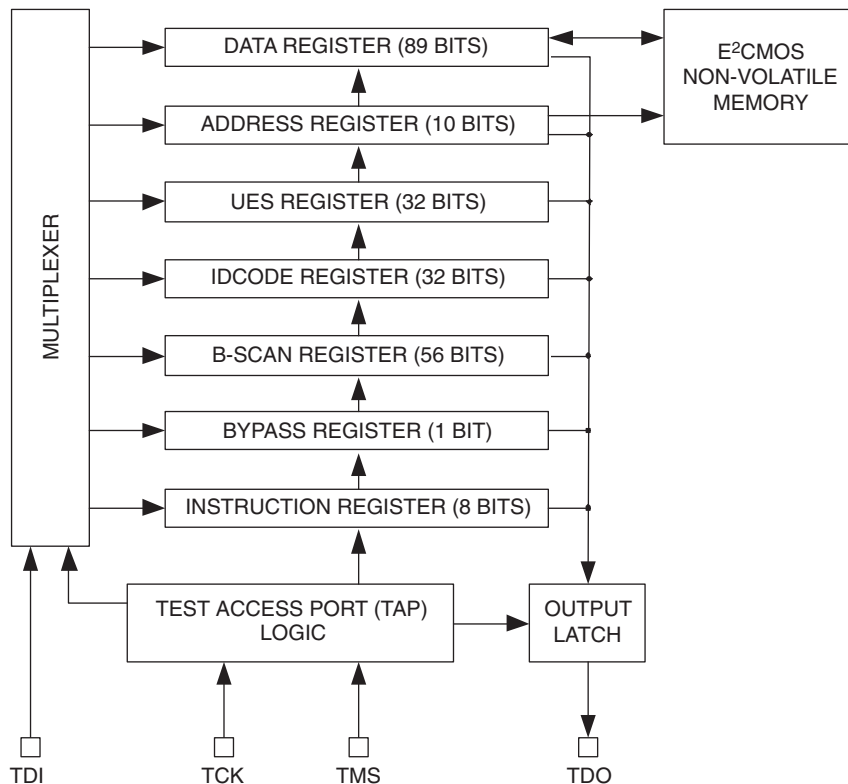 DATA REGISTER (89 BITS)
E²CMOS
NON-VOLATILE
MEMORY
ADDRESS REGISTER (10 BITS)
UES REGISTER (32 BITS)
IDCODE REGISTER (32 BITS)
B-SCAN REGISTER (56 BITS)
BYPASS REGISTER (1 BIT)
INSTRUCTION REGISTER (8 BITS)
MULTIPLEXER
TEST ACCESS PORT (TAP)
LOGIC
OUTPUT
LATCH
TDI
TCK
TMS
TDO